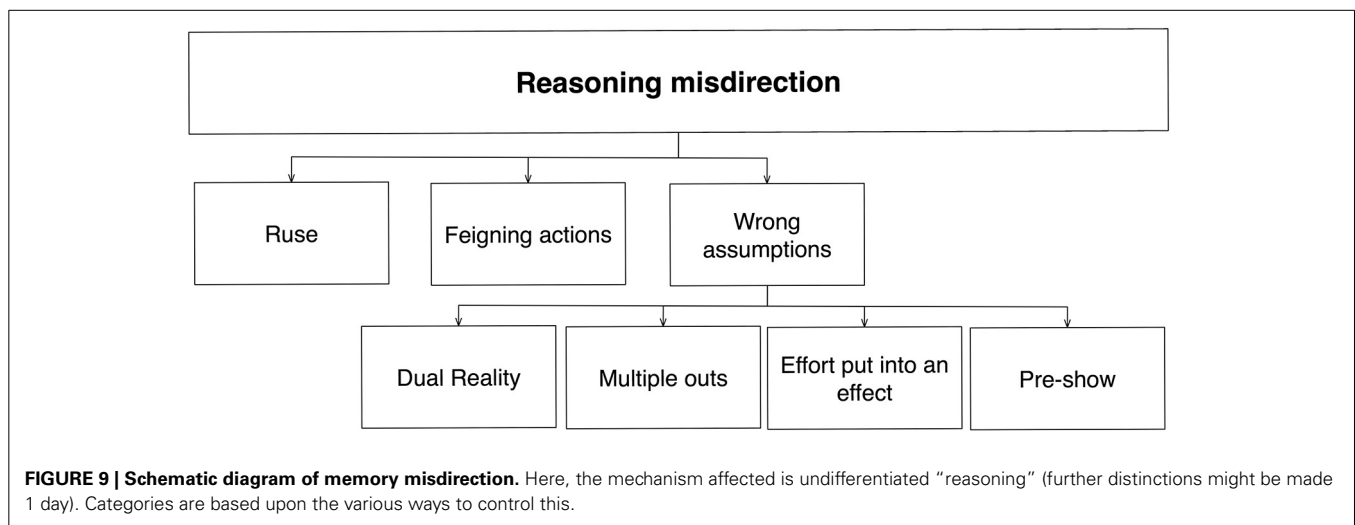 Reasoning misdirection
Ruse
Feigning actions
Wrong
assumptions
Dual Reality
Multiple outs
Effort put into an
effect
Pre-show
FIGURE 9 | Schematic diagram of memory misdirection. Here, the mechanism affected is undifferentiated “reasoning” (further distinctions might be made
1 day). Categories are based upon the various ways to control this.